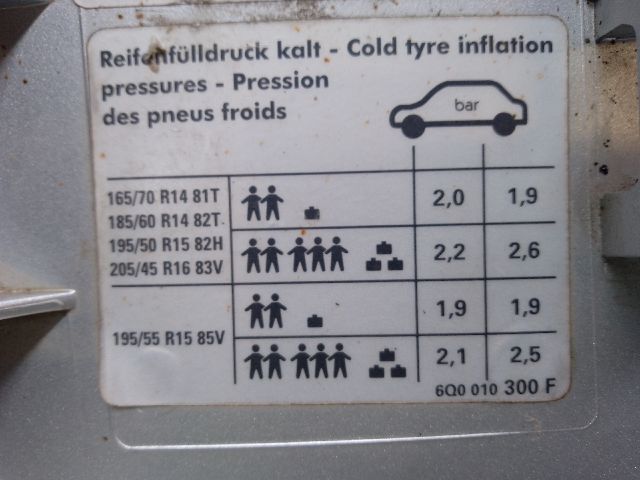 Reifenfülldruck kalt - Cold tyre inflation
pressures - Pression
des pneus froids
bar
165/70 R14 81T
185/60 R14 82T
195/50 R15 82H
205/45 R16 83V
2,0 1,9
2,2 2,6
195/55 R15 85V
1,9 1,9
2,1 2,5
6Q0 010 300 F